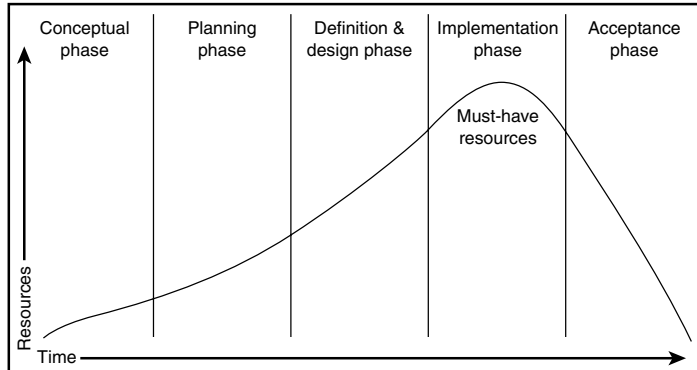 Conceptual
phase
Planning
phase
Definition &
design phase
Implementation
phase
Acceptance
phase
Must-have
resources
Resources
Time